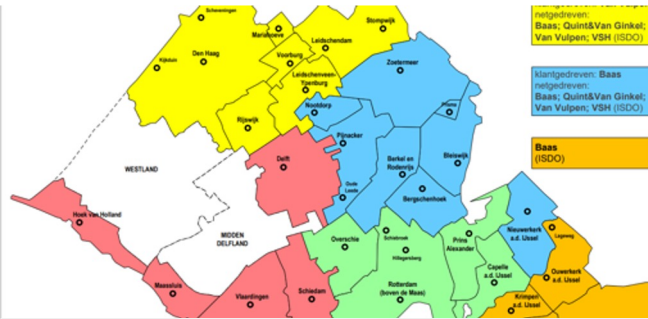 Scheveningen
Stompwijk
Mariahoeve
Leidschendam
Voorburg
Den Haag
Kijkduin
Zoetermeer
Leidschenveen-
Ypenburg
Nootdorp
Rijswijk
Pijnacker
Delft
Berkel en
Rodenrijs
Bleiswijk
WESTLAND
Oude
Leede
Bergschenhoek
Hoek van Holland
MIDDEN
DELFLAND
Overschie
Schiebroek
Hillegersberg
Prins
Alexander
Nieuwerkerk
a.d. IJssel
Lageweg
Maassluis
Vlaardingen
Schiedam
Rotterdam
(boven de Maas)
Capelle
a.d. IJssel
Ouwerkerk
a.d. IJssel
Krimpen
a.d. IJssel
klantgedreven: Van Vulpen
netgedreven:
Baas; Quint&Van Ginkel;
Van Vulpen; VSH (ISDO)
klantgedreven: Baas
netgedreven:
Baas; Quint&Van Ginkel;
Van Vulpen; VSH (ISDO)
Baas
(ISDO)